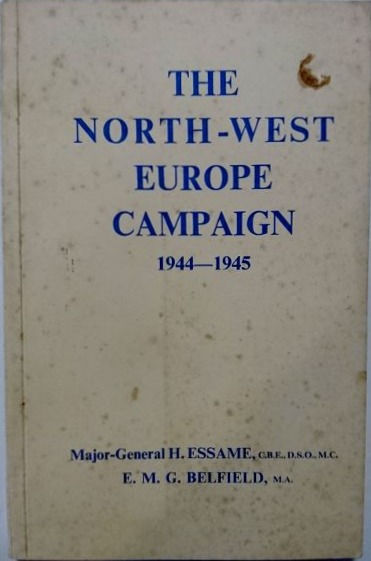 THE
NORTH-WEST
EUROPE
CAMPAIGN
1944—1945
Major-General H. ESSAME, C.B.E., D.S.O., M.C.
E. M. G. BELFIELD, M.A.